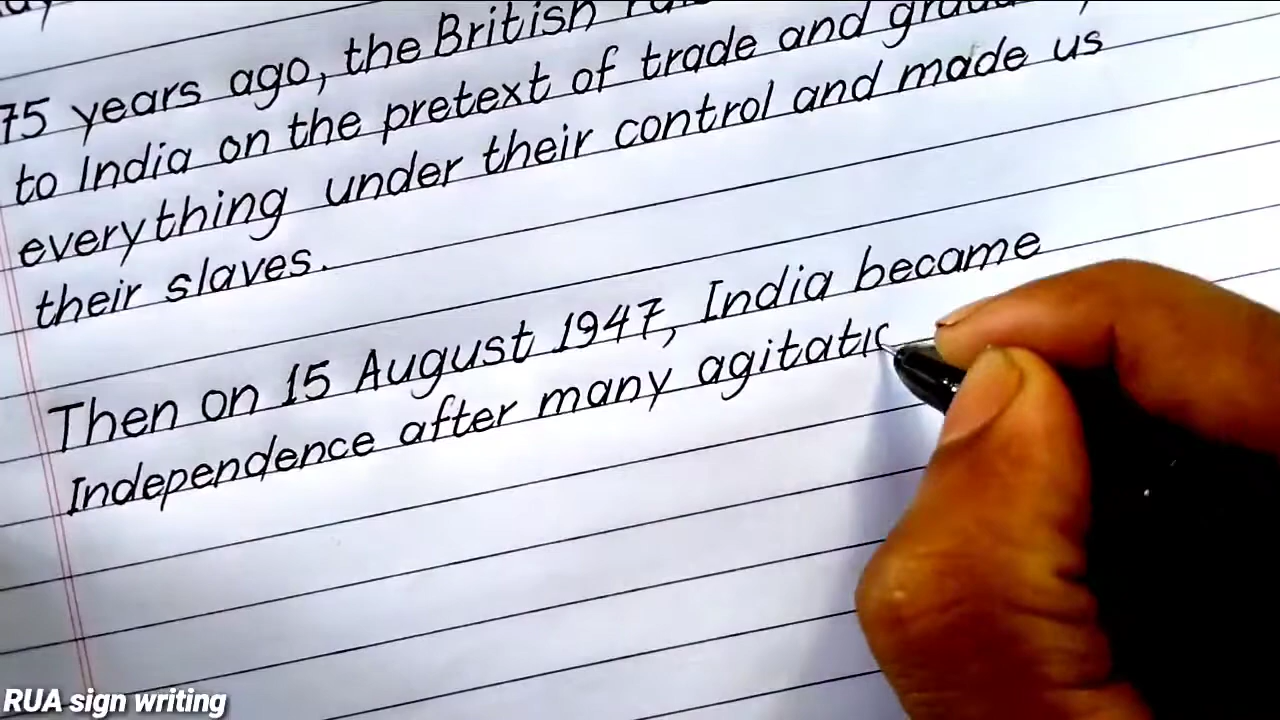 75 years ago, the British
to India on the pretext of trade and
everything under their control and made us
their slaves.
Then on 15 August 1947, India became
Independence after many agitatio
RUA sign writing